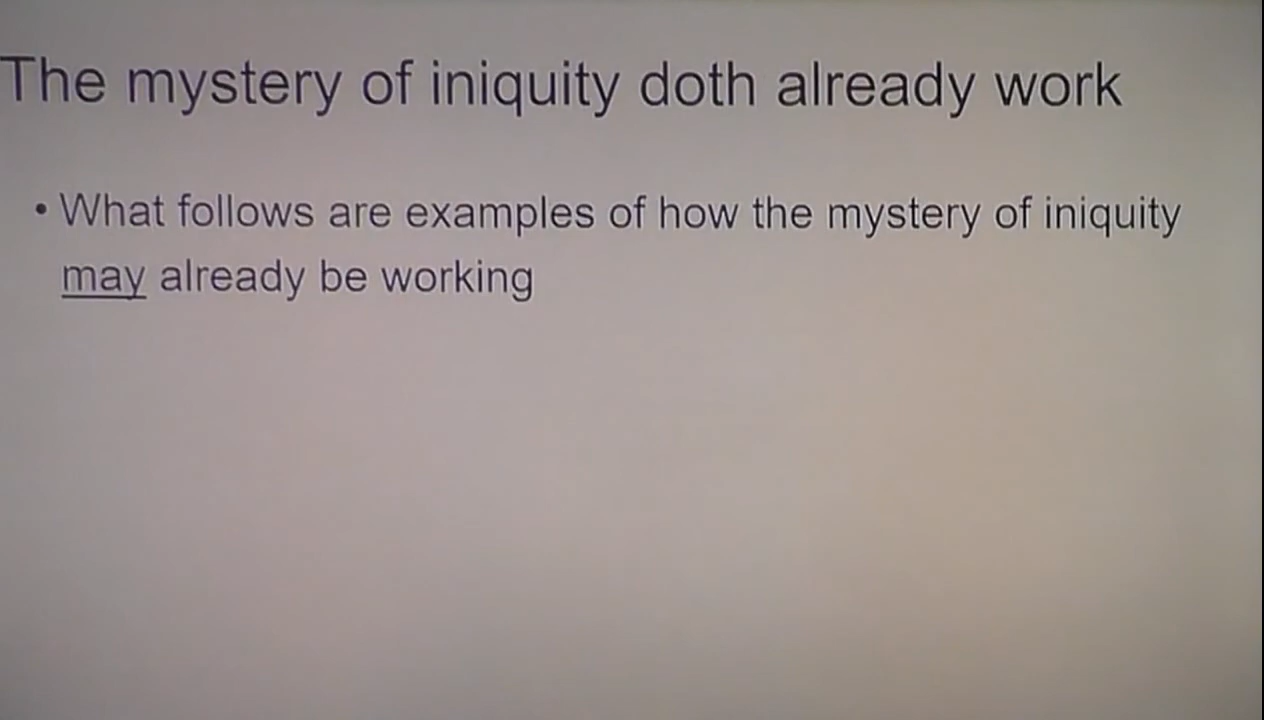 The mystery of iniquity doth already work
• What follows are examples of how the mystery of iniquity
may already be working